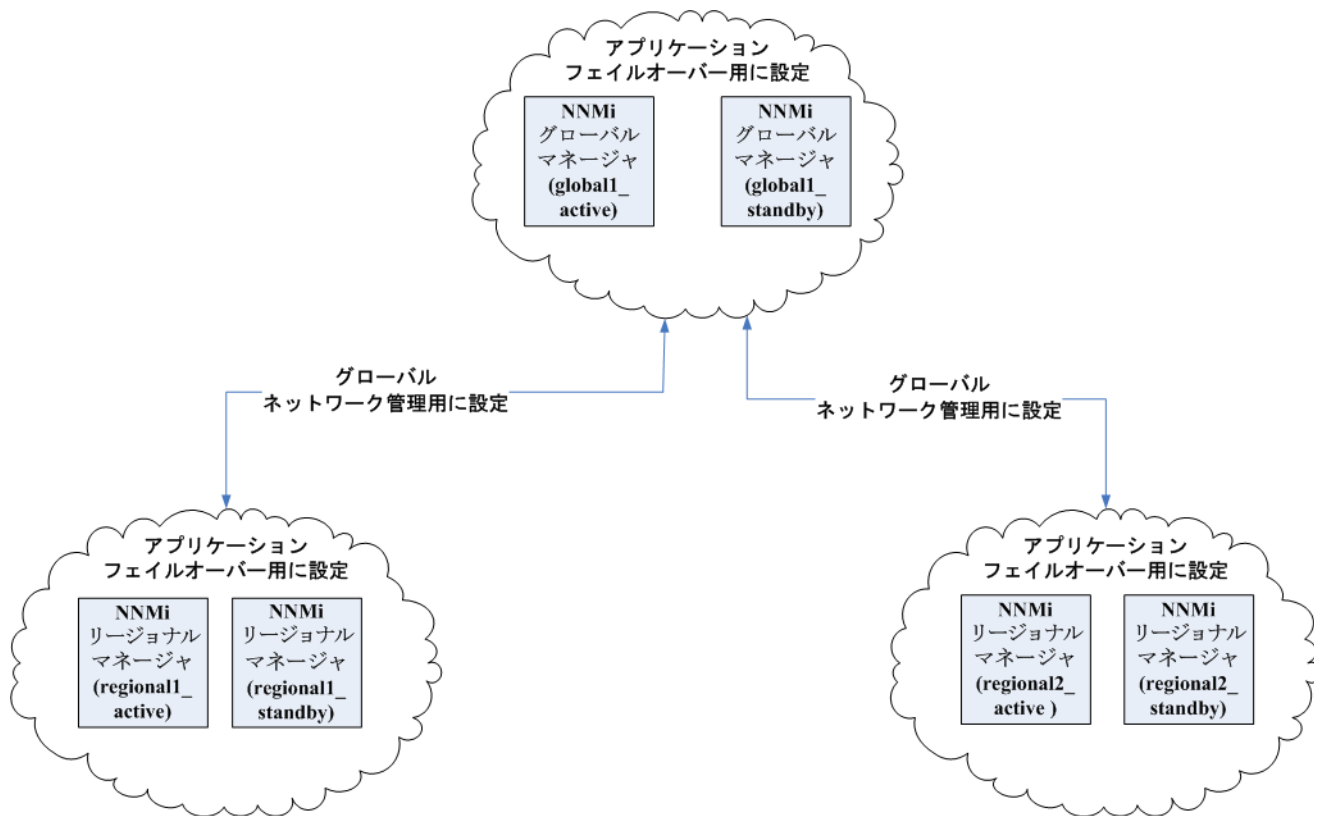 アプリケーション
フェイルオーバー用に設定
NNMi
グローバル
マネージャ
(global1_
active)
NNMi
グローバル
マネージャ
(global1_
standby)
グローバル
ネットワーク管理用に設定
グローバル
ネットワーク管理用に設定
アプリケーション
フェイルオーバー用に設定
NNMi
リージョナル
マネージャ
(regional1_
active)
NNMi
リージョナル
マネージャ
(regional1_
standby)
アプリケーション
フェイルオーバー用に設定
NNMi
リージョナル
マネージャ
(regional2_
active )
NNMi
リージョナル
マネージャ
(regional2_
standby)